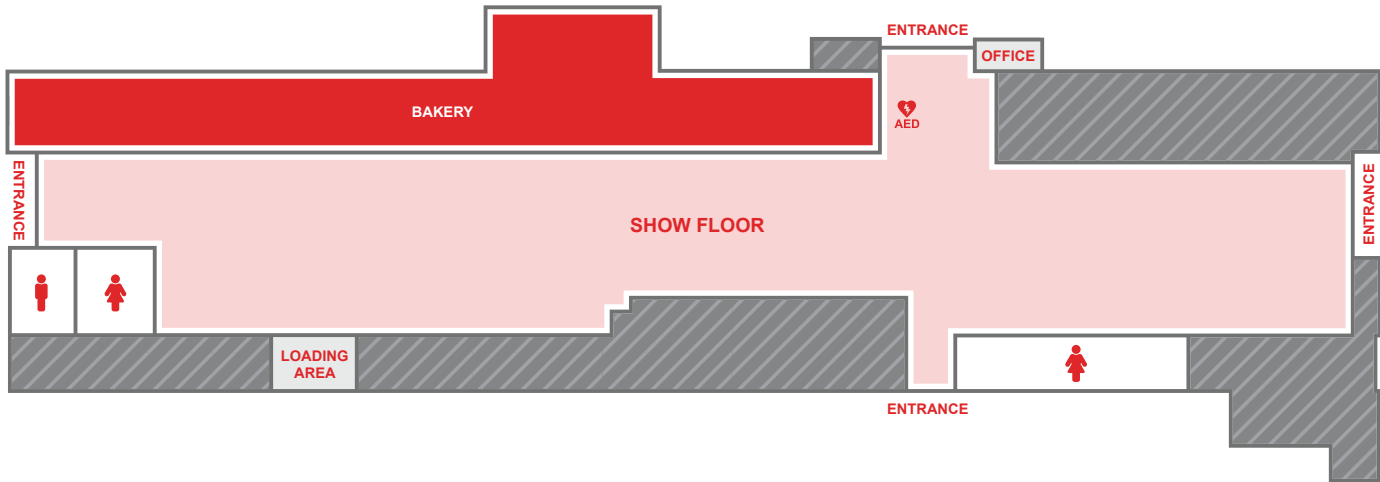 ENTRANCE
OFFICE
BAKERY
AED
ENTRANCE
ENTRANCE
SHOW FLOOR
LOADING
AREA
ENTRANCE